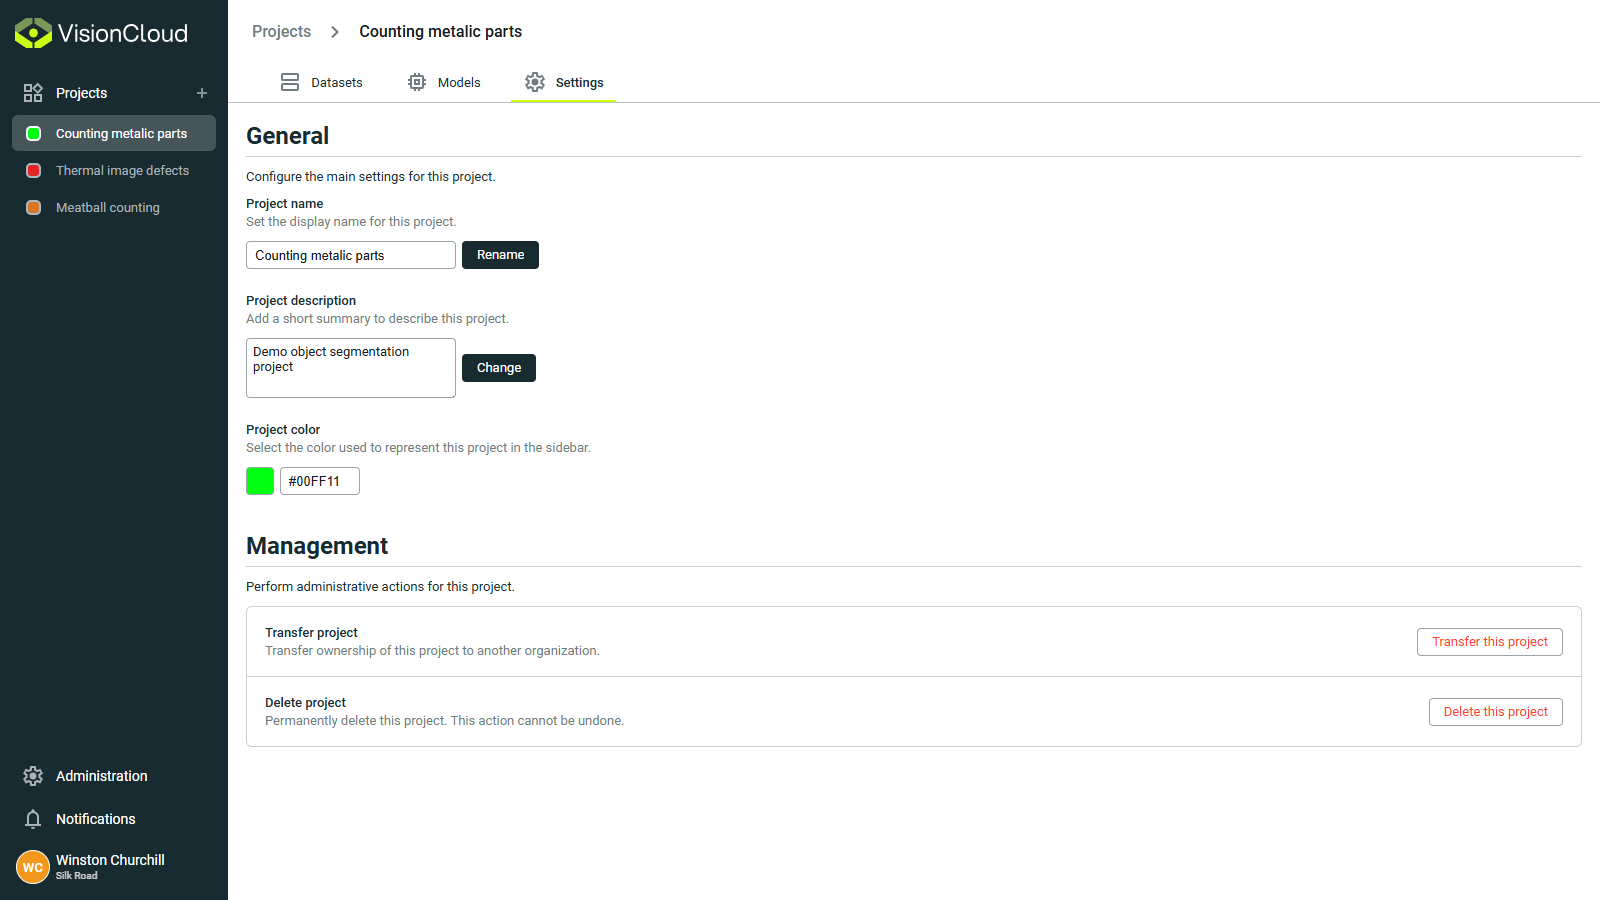 VisionCloud
Projects
Counting metalic parts
Thermal image defects
Meatball counting
Administration
Notifications
WC
Winston Churchill
Silk Road
Projects
Counting metalic parts
Datasets
Models
Settings
General
Configure the main settings for this project.
Project name
Set the display name for this project.
Counting metalic parts
Rename
Project description
Add a short summary to describe this project.
Demo object segmentation
project
Change
Project color
Select the color used to represent this project in the sidebar.
#00FF11
Management
Perform administrative actions for this project.
Transfer project
Transfer ownership of this project to another organization.
Transfer this project
Delete project
Permanently delete this project. This action cannot be undone.
Delete this project